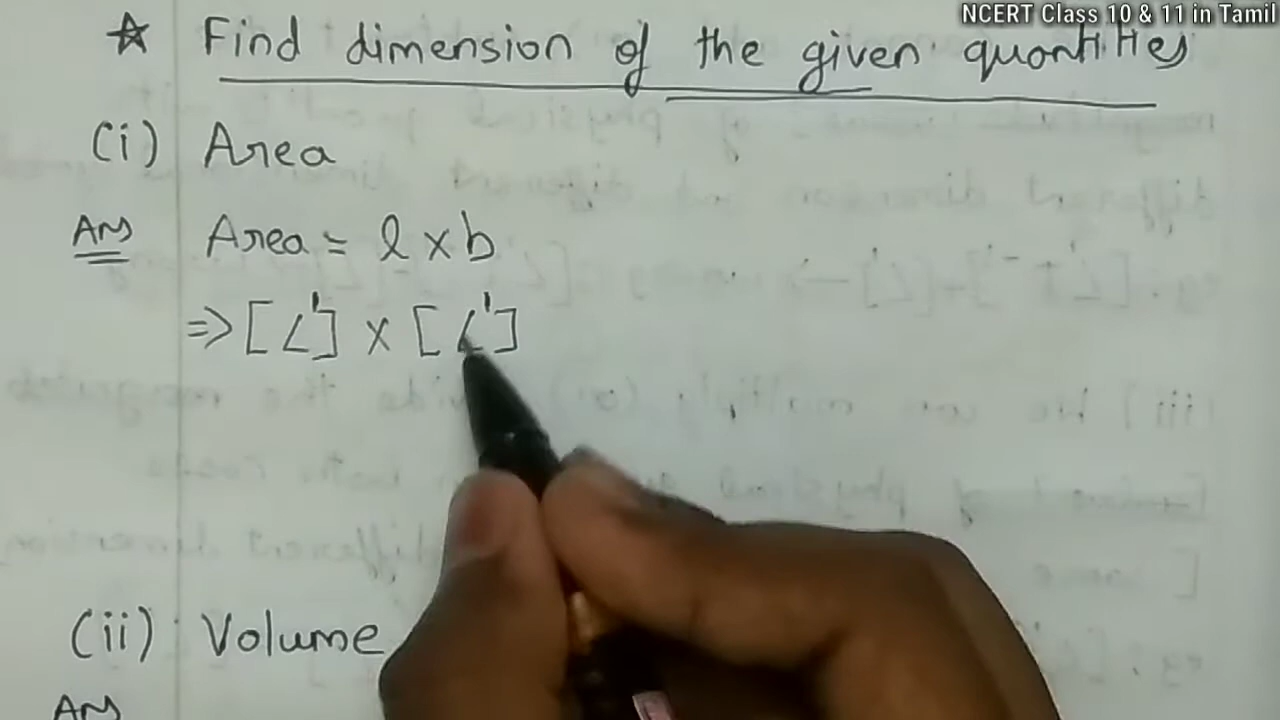 NCERT Class 10 & 11 in Tamil
☆ Find dimension of the given quantities
(i) Area
Ans Area = l × b
⇒ [L¹] × [L¹]
(ii) Volume
Ans